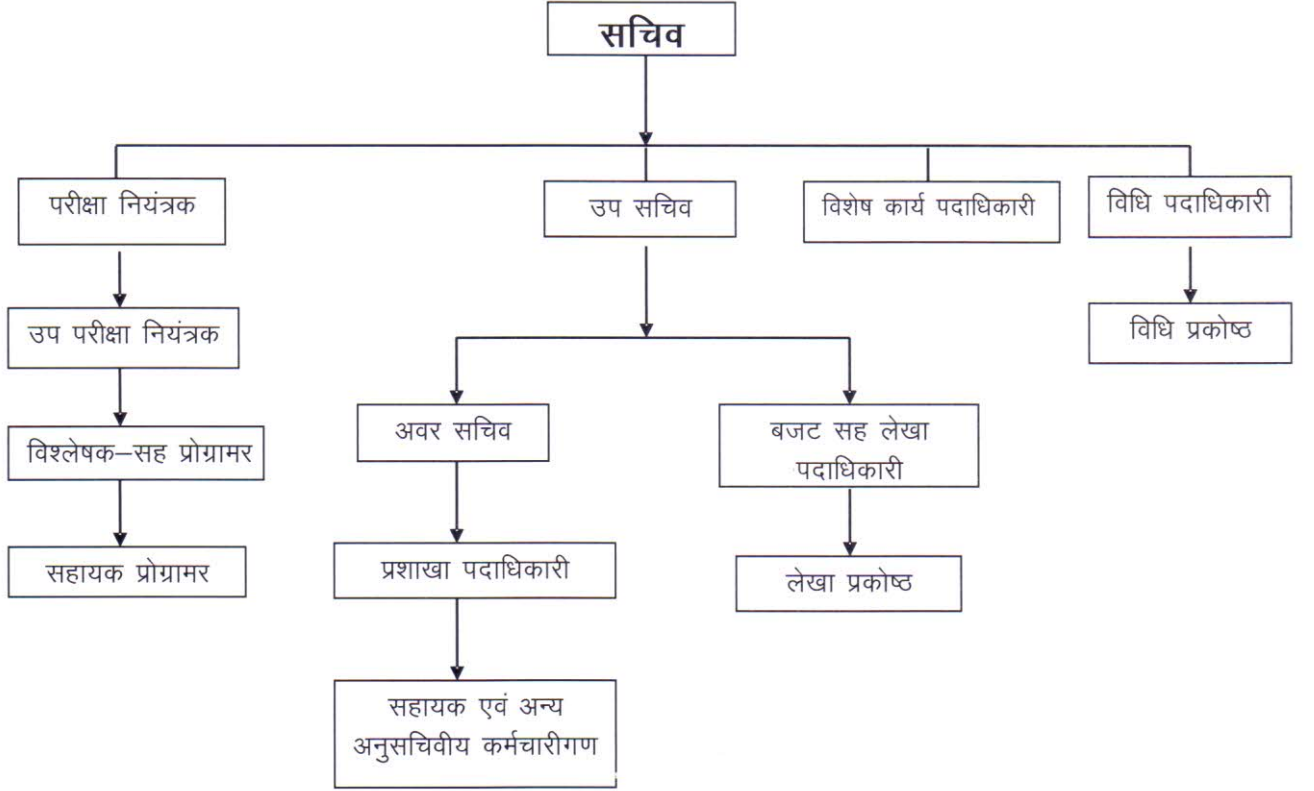 सचिव
परीक्षा नियंत्रक
उप सचिव
विशेष कार्य पदाधिकारी
विधि पदाधिकारी
उप परीक्षा नियंत्रक
विधि प्रकोष्ठ
विश्लेषक–सह प्रोग्रामर
अवर सचिव
बजट सह लेखा
पदाधिकारी
सहायक प्रोग्रामर
प्रशाखा पदाधिकारी
लेखा प्रकोष्ठ
सहायक एवं अन्य
अनुसचिवीय कर्मचारीगण